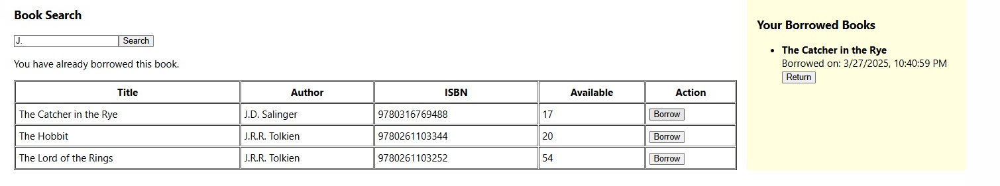 Book Search
J.
Search
You have already borrowed this book.
Title Author ISBN Available Action
The Catcher in the Rye J.D. Salinger 9780316769488 17 Borrow
The Hobbit J.R.R. Tolkien 9780261103344 20 Borrow
The Lord of the Rings J.R.R. Tolkien 9780261103252 54 Borrow
Your Borrowed Books
The Catcher in the Rye
Borrowed on: 3/27/2025, 10:40:59 PM
Return